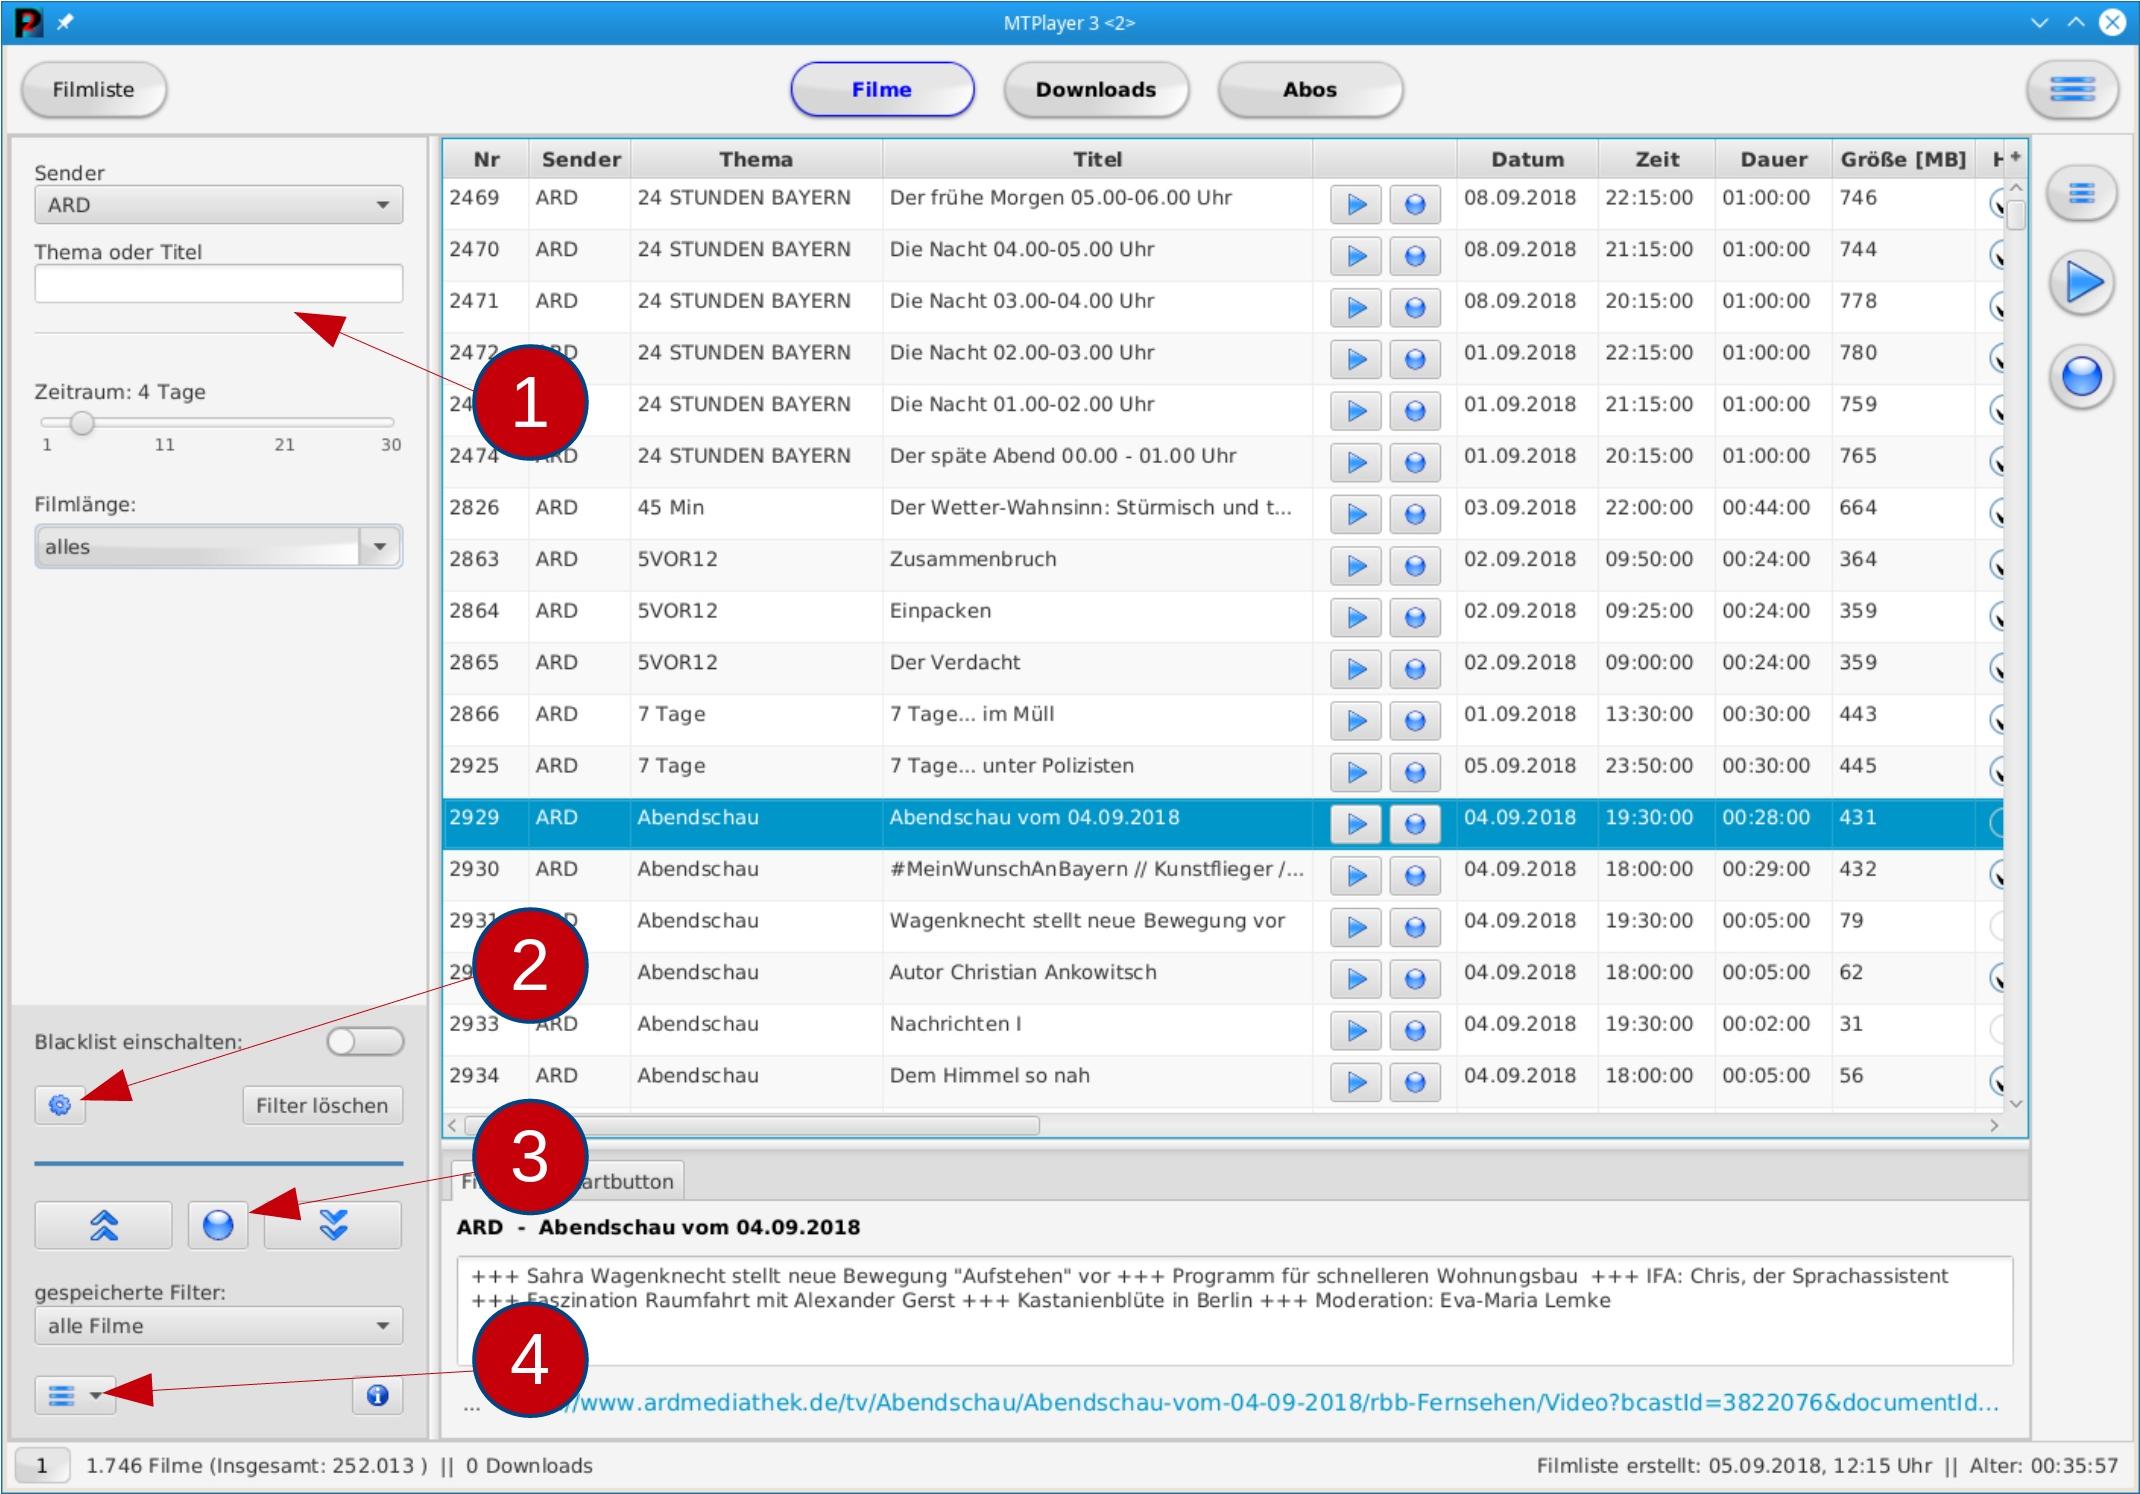 MTPlayer 3 <2>
Filmliste
Filme
Downloads
Abos
Sender
ARD
Thema oder Titel
Zeitraum: 4 Tage
1 11 21 30
Filmlänge:
alles
Blacklist einschalten:
Filter löschen
gespeicherte Filter:
alle Filme
1
2
3
4
Nr Sender Thema Titel Datum Zeit Dauer Größe [MB] +
2469 ARD 24 STUNDEN BAYERN Der frühe Morgen 05.00-06.00 Uhr 08.09.2018 22:15:00 01:00:00 746
2470 ARD 24 STUNDEN BAYERN Die Nacht 04.00-05.00 Uhr 08.09.2018 21:15:00 01:00:00 744
2471 ARD 24 STUNDEN BAYERN Die Nacht 03.00-04.00 Uhr 08.09.2018 20:15:00 01:00:00 778
2472 ARD 24 STUNDEN BAYERN Die Nacht 02.00-03.00 Uhr 01.09.2018 22:15:00 01:00:00 780
24 24 STUNDEN BAYERN Die Nacht 01.00-02.00 Uhr 01.09.2018 21:15:00 01:00:00 759
2474 ARD 24 STUNDEN BAYERN Der späte Abend 00.00 - 01.00 Uhr 01.09.2018 20:15:00 01:00:00 765
2826 ARD 45 Min Der Wetter-Wahnsinn: Stürmisch und t... 03.09.2018 22:00:00 00:44:00 664
2863 ARD 5VOR12 Zusammenbruch 02.09.2018 09:50:00 00:24:00 364
2864 ARD 5VOR12 Einpacken 02.09.2018 09:25:00 00:24:00 359
2865 ARD 5VOR12 Der Verdacht 02.09.2018 09:00:00 00:24:00 359
2866 ARD 7 Tage 7 Tage... im Müll 01.09.2018 13:30:00 00:30:00 443
2925 ARD 7 Tage 7 Tage... unter Polizisten 05.09.2018 23:50:00 00:30:00 445
2929 ARD Abendschau Abendschau vom 04.09.2018 04.09.2018 19:30:00 00:28:00 431
2930 ARD Abendschau #MeinWunschAnBayern // Kunstflieger /... 04.09.2018 18:00:00 00:29:00 432
2931 Abendschau Wagenknecht stellt neue Bewegung vor 04.09.2018 19:30:00 00:05:00 79
29 Abendschau Autor Christian Ankowitsch 04.09.2018 18:00:00 00:05:00 62
2933 ARD Abendschau Nachrichten I 04.09.2018 19:30:00 00:02:00 31
2934 ARD Abendschau Dem Himmel so nah 04.09.2018 18:00:00 00:05:00 56
artbutton
ARD - Abendschau vom 04.09.2018
+++ Sahra Wagenknecht stellt neue Bewegung "Aufstehen" vor +++ Programm für schnelleren Wohnungsbau +++ IFA: Chris, der Sprachassistent
+++ Faszination Raumfahrt mit Alexander Gerst +++ Kastanienblüte in Berlin +++ Moderation: Eva-Maria Lemke
... //www.ardmediathek.de/tv/Abendschau/Abendschau-vom-04-09-2018/rbb-Fernsehen/Video?bcastId=3822076&documentId...
1 1.746 Filme (Insgesamt: 252.013 ) || 0 Downloads
Filmliste erstellt: 05.09.2018, 12:15 Uhr || Alter: 00:35:57